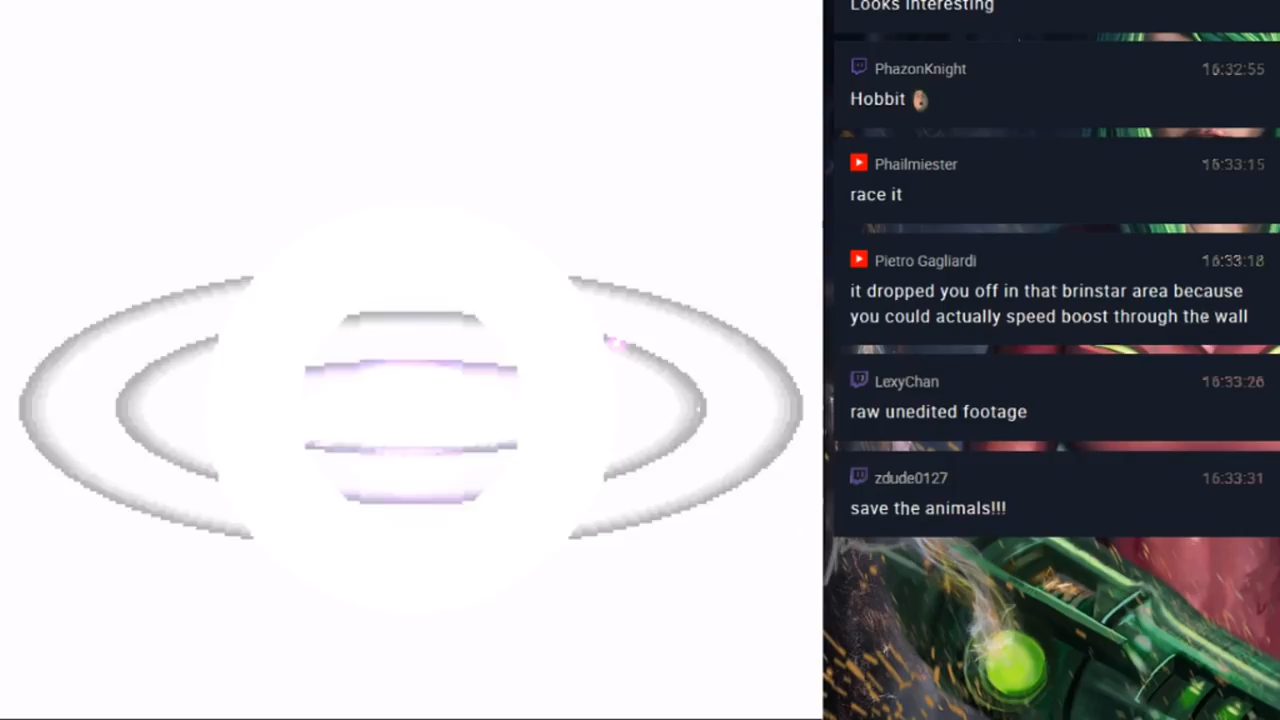 Looks interesting
PhazonKnight 16:32:55
Hobbit
Phailmiester 16:33:15
race it
Pietro Gagliardi 16:33:18
it dropped you off in that brinstar area because
you could actually speed boost through the wall
LexyChan 16:33:26
raw unedited footage
zdude0127 16:33:31
save the animals!!!